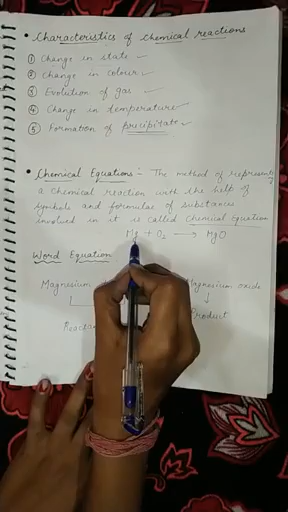 • Characteristics of Chemical reactions
① Change in state ✓
② Change in colour ✓
③ Evolution of gas ✓
④ Change in temperature ✓
⑤ Formation of precipitate ✓
• Chemical Equations - The method of representing
a chemical reaction with the help of
symbols and formulas of substances
involved in it is called Chemical Equation
Mg + O₂ → MgO
Word Equation
Magnesium Magnesium oxide
Product